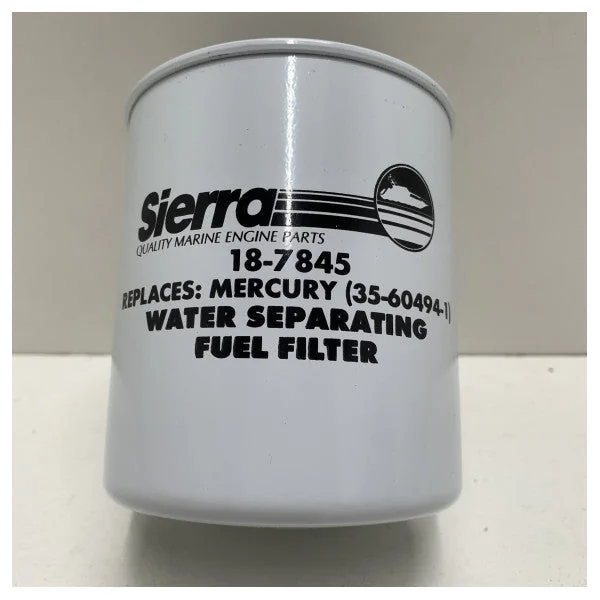 Sierra
QUALITY MARINE ENGINE PARTS
18-7845
REPLACES: MERCURY (35-60494-1)
WATER SEPARATING
FUEL FILTER